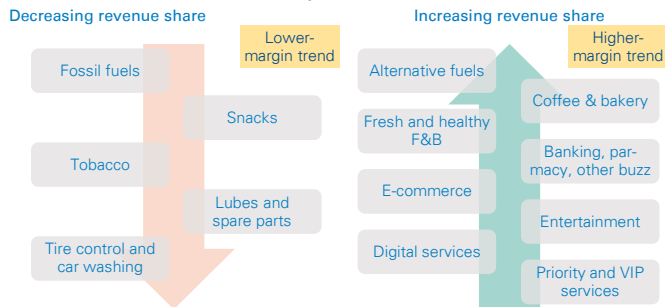 Decreasing revenue share
Lower-
margin trend
Fossil fuels
Snacks
Tobacco
Lubes and
spare parts
Tire control and
car washing
Increasing revenue share
Higher-
margin trend
Alternative fuels
Coffee & bakery
Fresh and healthy
F&B
Banking, par-
macy, other buzz
E-commerce
Entertainment
Digital services
Priority and VIP
services